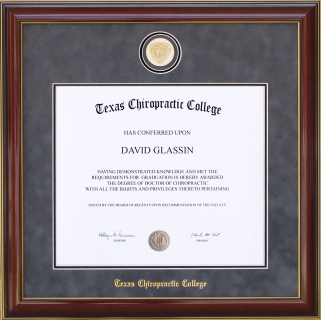 Texas Chiropractic College
HAS CONFERRED UPON
DAVID GLASSIN
HAVING DEMONSTRATED KNOWLEDGE AND MET THE
REQUIREMENTS FOR GRADUATION IS HEREBY AWARDED
THE DEGREE OF DOCTOR OF CHIROPRACTIC
WITH ALL THE RIGHTS AND PRIVILEGES THERETO PERTAINING
ISSUED BY THE BOARD OF REGENTS UPON RECOMMENDATION OF THE FACULTY
PRESIDENT
Texas Chiropractic College